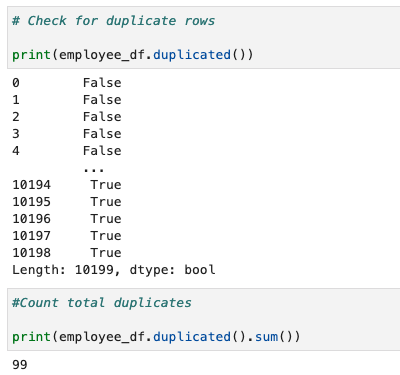 # Check for duplicate rows
print(employee_df.duplicated())
0        False
1        False
2        False
3        False
4        False
         ...
10194     True
10195     True
10196     True
10197     True
10198     True
Length: 10199, dtype: bool
#Count total duplicates
print(employee_df.duplicated().sum())
99